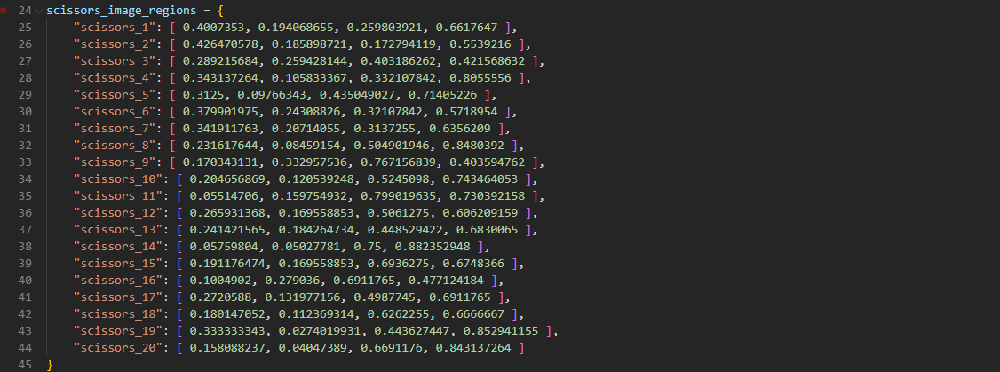 24 scissors_image_regions = {
25 "scissors_1": [ 0.4007353, 0.194068655, 0.259803921, 0.6617647 ],
26 "scissors_2": [ 0.426470578, 0.185898721, 0.172794119, 0.5539216 ],
27 "scissors_3": [ 0.289215684, 0.259428144, 0.403186262, 0.421568632 ],
28 "scissors_4": [ 0.343137264, 0.105833367, 0.332107842, 0.8055556 ],
29 "scissors_5": [ 0.3125, 0.09766343, 0.435049027, 0.71405226 ],
30 "scissors_6": [ 0.379901975, 0.24308826, 0.32107842, 0.5718954 ],
31 "scissors_7": [ 0.341911763, 0.20714055, 0.3137255, 0.6356209 ],
32 "scissors_8": [ 0.231617644, 0.08459154, 0.504901946, 0.8480392 ],
33 "scissors_9": [ 0.170343131, 0.332957536, 0.767156839, 0.403594762 ],
34 "scissors_10": [ 0.204656869, 0.120539248, 0.5245098, 0.743464053 ],
35 "scissors_11": [ 0.05514706, 0.159754932, 0.799019635, 0.730392158 ],
36 "scissors_12": [ 0.265931368, 0.169558853, 0.5061275, 0.606209159 ],
37 "scissors_13": [ 0.241421565, 0.184264734, 0.448529422, 0.6830065 ],
38 "scissors_14": [ 0.05759804, 0.05027781, 0.75, 0.882352948 ],
39 "scissors_15": [ 0.191176474, 0.169558853, 0.6936275, 0.6748366 ],
40 "scissors_16": [ 0.1004902, 0.279036, 0.6911765, 0.477124184 ],
41 "scissors_17": [ 0.2720588, 0.131977156, 0.4987745, 0.6911765 ],
42 "scissors_18": [ 0.180147052, 0.112369314, 0.6262255, 0.6666667 ],
43 "scissors_19": [ 0.333333343, 0.0274019931, 0.443627447, 0.852941155 ],
44 "scissors_20": [ 0.158088237, 0.04047389, 0.6691176, 0.843137264 ]
45 }